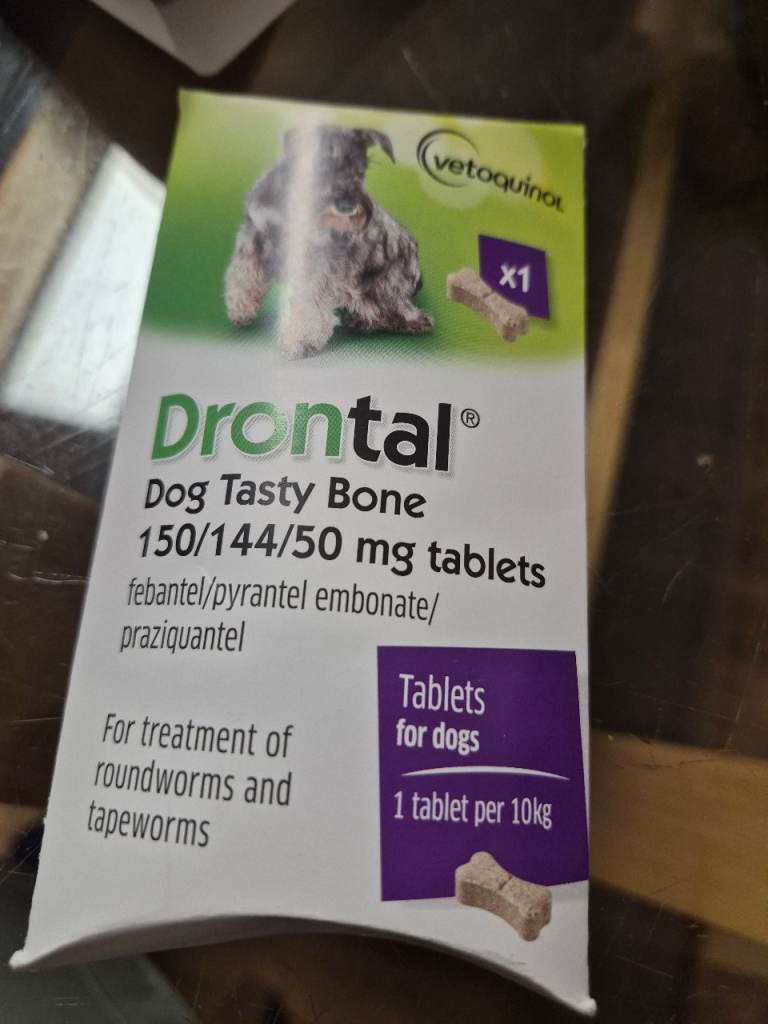 vetoquinol
x1
Drontal®
Dog Tasty Bone
150/144/50 mg tablets
febantel/pyrantel embonate/
praziquantel
For treatment of
roundworms and
tapeworms
Tablets
for dogs
1 tablet per 10kg